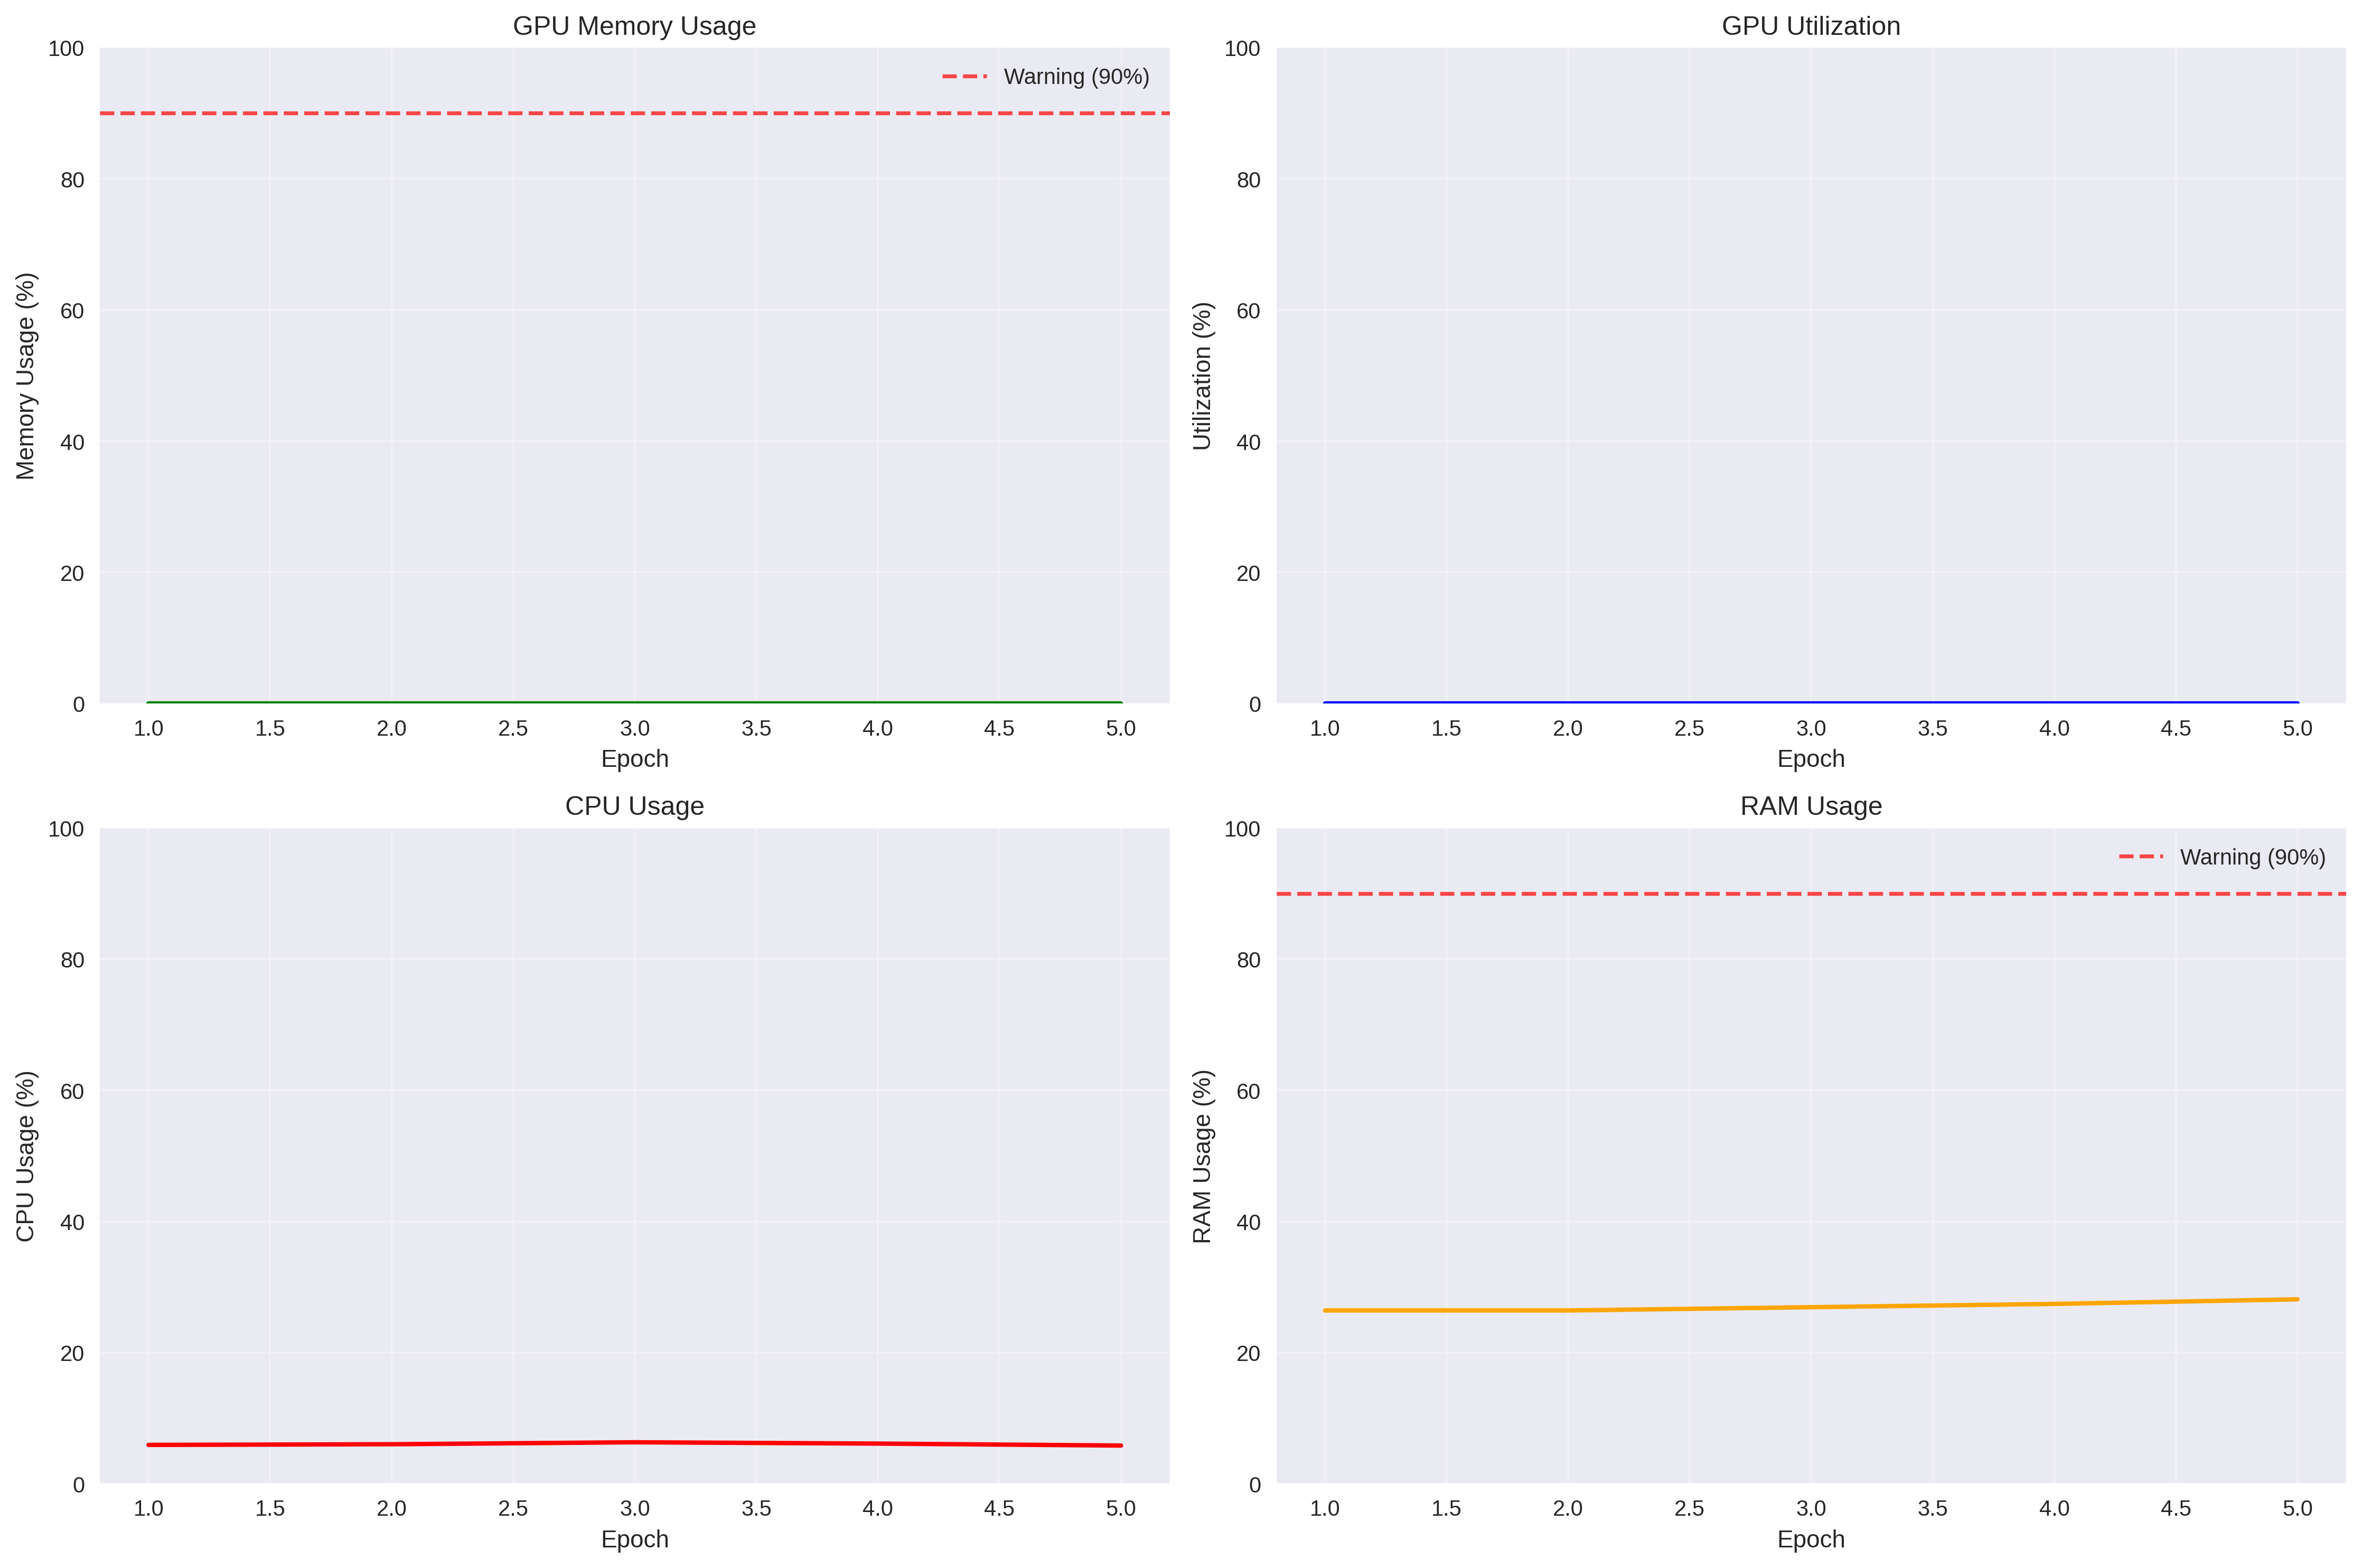 GPU Memory Usage
100
80
60
40
20
0
Memory Usage (%)
Warning (90%)
1.0 1.5 2.0 2.5 3.0 3.5 4.0 4.5 5.0
Epoch
GPU Utilization
100
80
60
40
20
0
Utilization (%)
1.0 1.5 2.0 2.5 3.0 3.5 4.0 4.5 5.0
Epoch
CPU Usage
100
80
60
40
20
0
CPU Usage (%)
1.0 1.5 2.0 2.5 3.0 3.5 4.0 4.5 5.0
Epoch
RAM Usage
100
80
60
40
20
0
RAM Usage (%)
Warning (90%)
1.0 1.5 2.0 2.5 3.0 3.5 4.0 4.5 5.0
Epoch